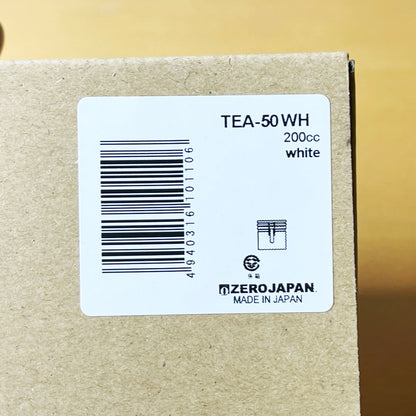 TEA-50 WH
200cc
white
4940316101106
ZEROJAPAN
MADE IN JAPAN